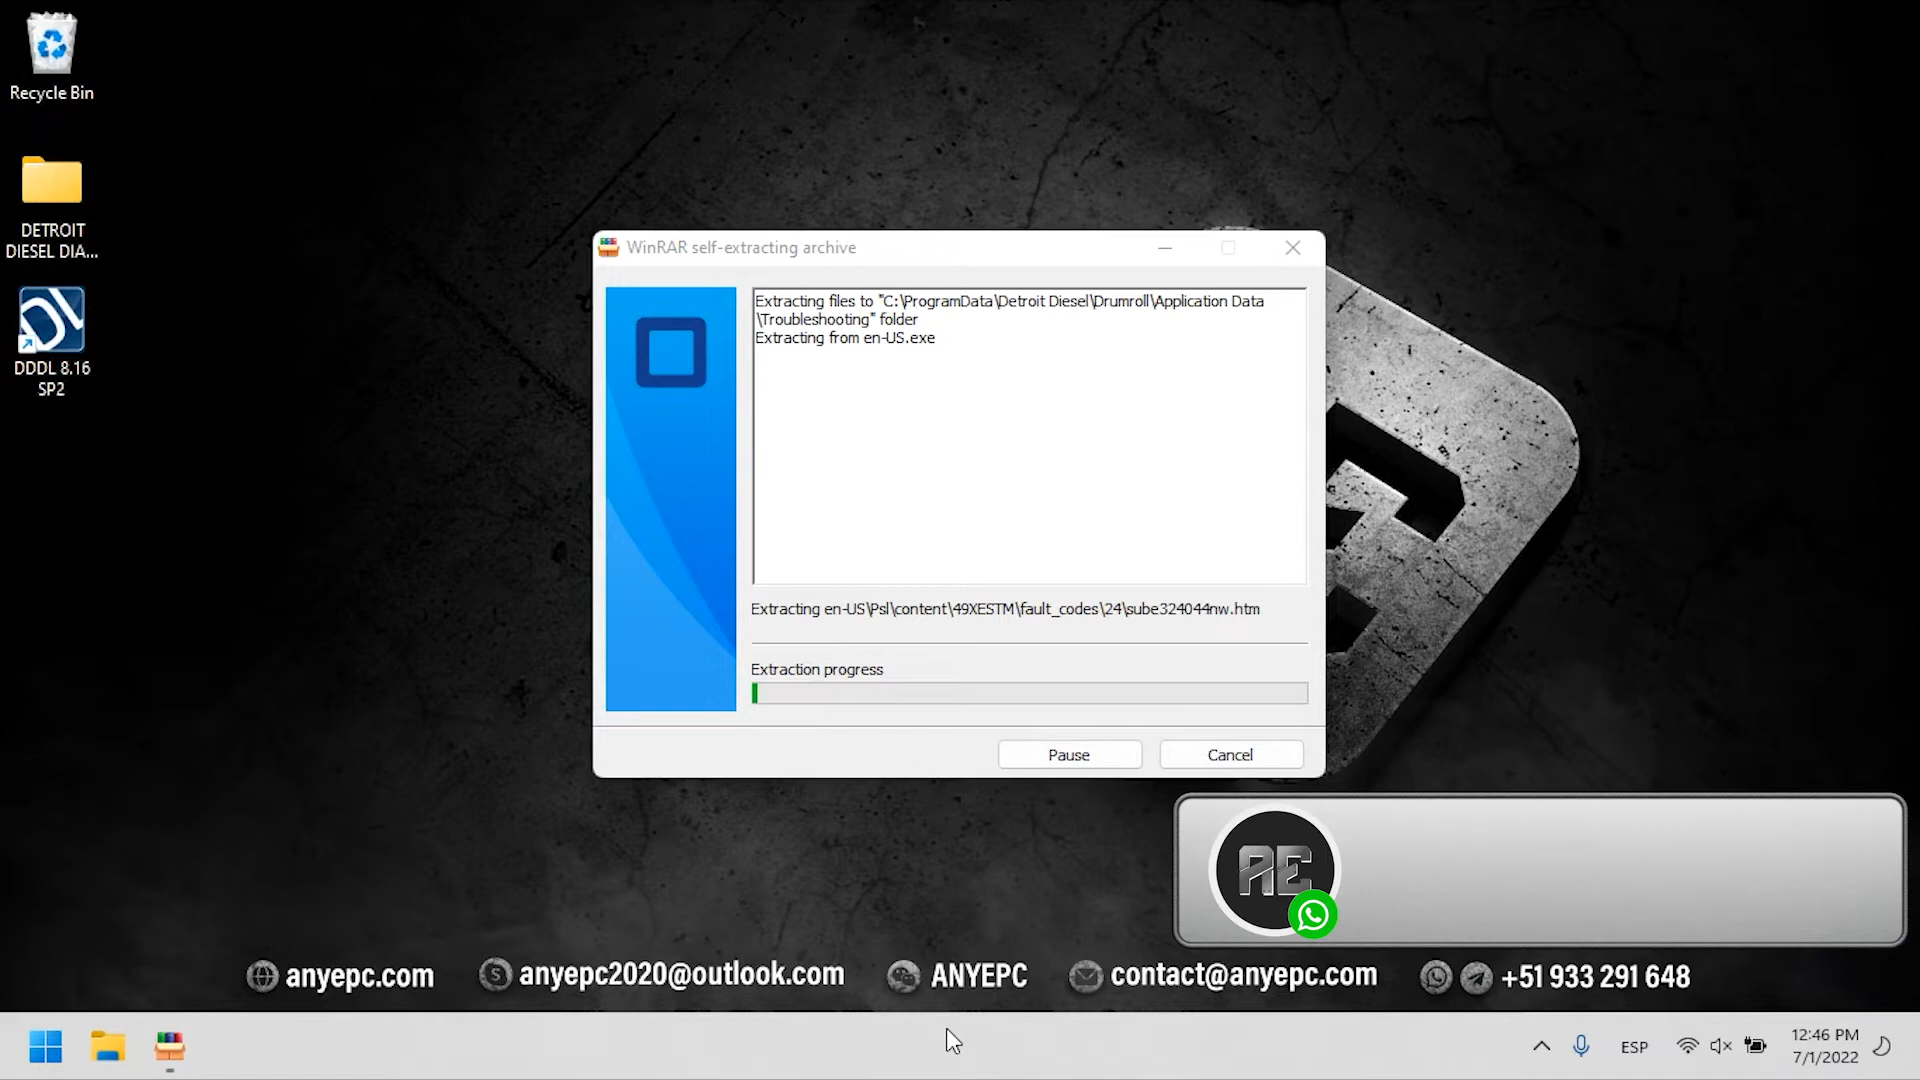 Recycle Bin
DETROIT
DIESEL DIA...
DDDL 8.16
SP2
WinRAR self-extracting archive
Extracting files to "C:\ProgramData\Detroit Diesel\Drumroll\Application Data
\Troubleshooting" folder
Extracting from en-US.exe
Extracting en-US\Psl\content\49XESTM\fault_codes\24\sube324044nw.htm
Extraction progress
Pause
Cancel
AE
anyepc.com
anyepc2020@outlook.com
ANYEPC
contact@anyepc.com
+51 933 291 648
ESP
12:46 PM
7/1/2022